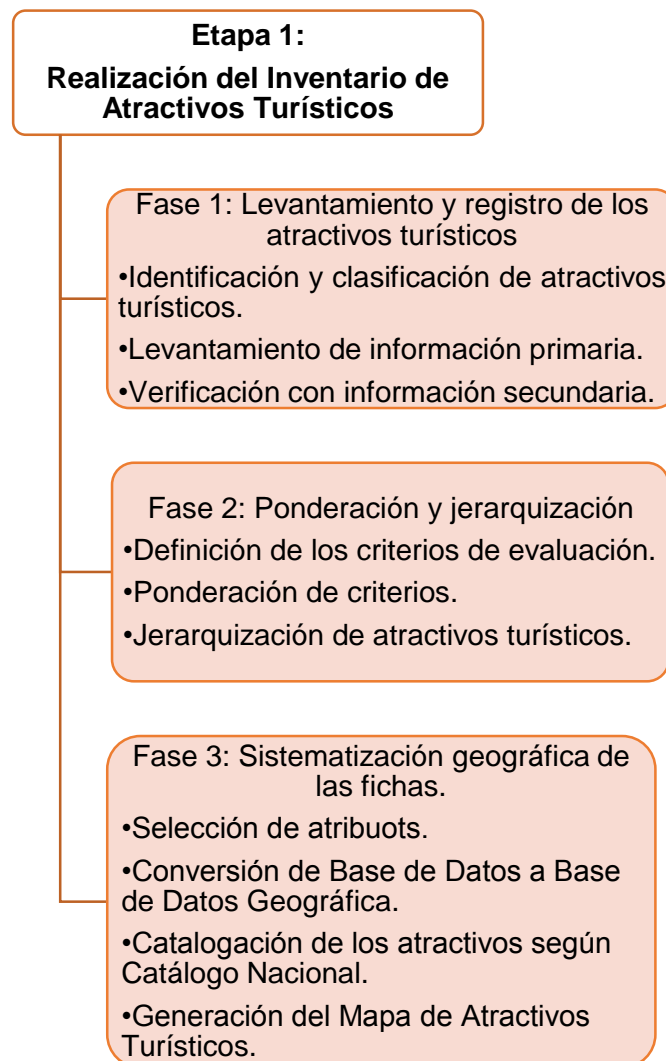 Etapa 1:
Realización del Inventario de
Atractivos Turísticos
Fase 1: Levantamiento y registro de los
atractivos turísticos
•Identificación y clasificación de atractivos
turísticos.
•Levantamiento de información primaria.
•Verificación con información secundaria.
Fase 2: Ponderación y jerarquización
•Definición de los criterios de evaluación.
•Ponderación de criterios.
•Jerarquización de atractivos turísticos.
Fase 3: Sistematización geográfica de
las fichas.
•Selección de atribuots.
•Conversión de Base de Datos a Base
de Datos Geográfica.
•Catalogación de los atractivos según
Catálogo Nacional.
•Generación del Mapa de Atractivos
Turísticos.